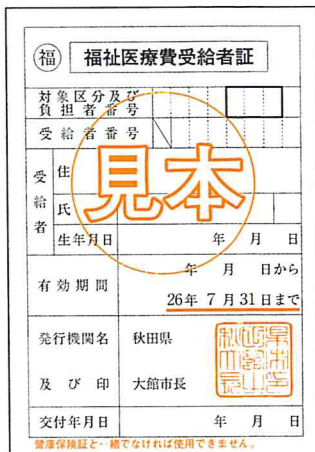 福 福祉医療費受給者証
対象区分及び
負担者番号
受給者番号
受給者
住
氏
見本
生年月日 年 月 日
有効期間 年 月 日から
26年 7月 31日まで
発行機関名 秋田県
及び印 大館市長
交付年月日 年 月 日
健康保険証と一緒でなければ使用できません。